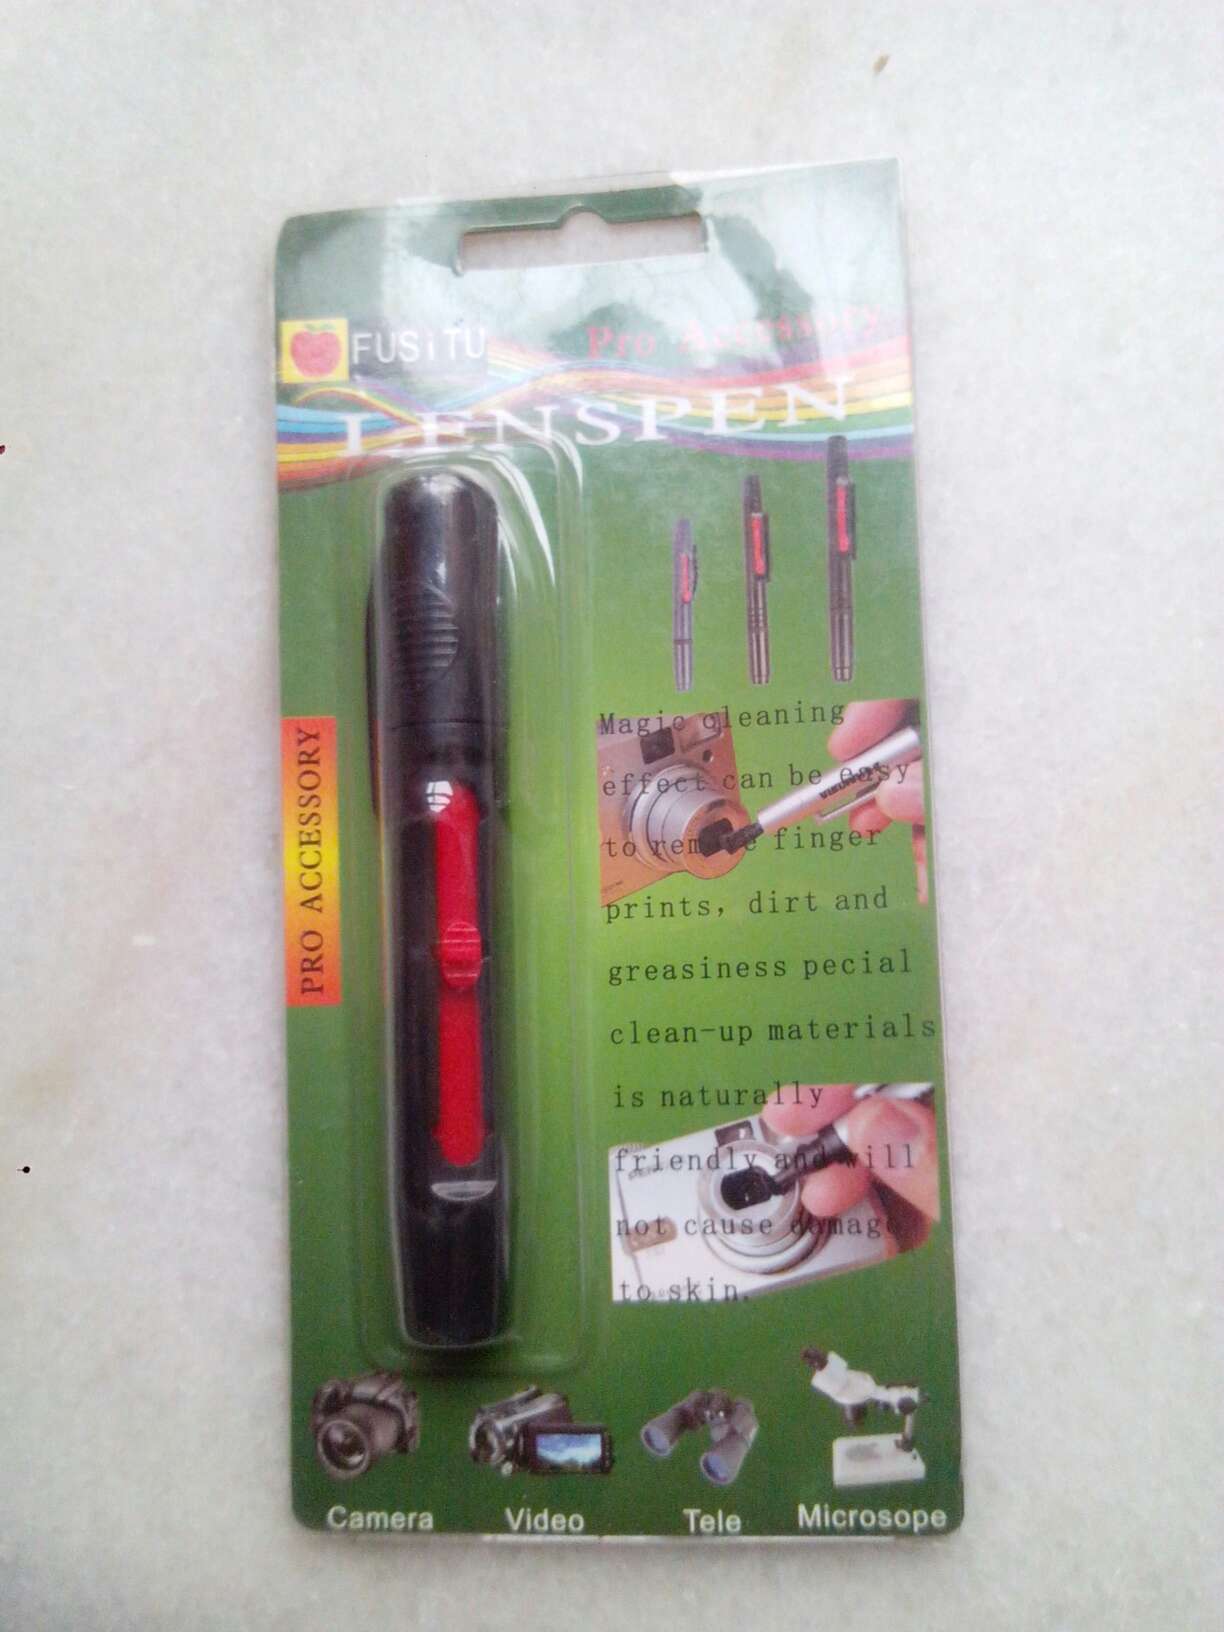 FUSiTU
Pro Accessory
LENSPEN
PRO ACCESSORY
Magic cleaning
effect can be easy
to remove finger
prints, dirt and
greasiness pecial
clean-up materials
is naturally
friendly and will
not cause damage
to skin.
Camera Video Tele Microsope